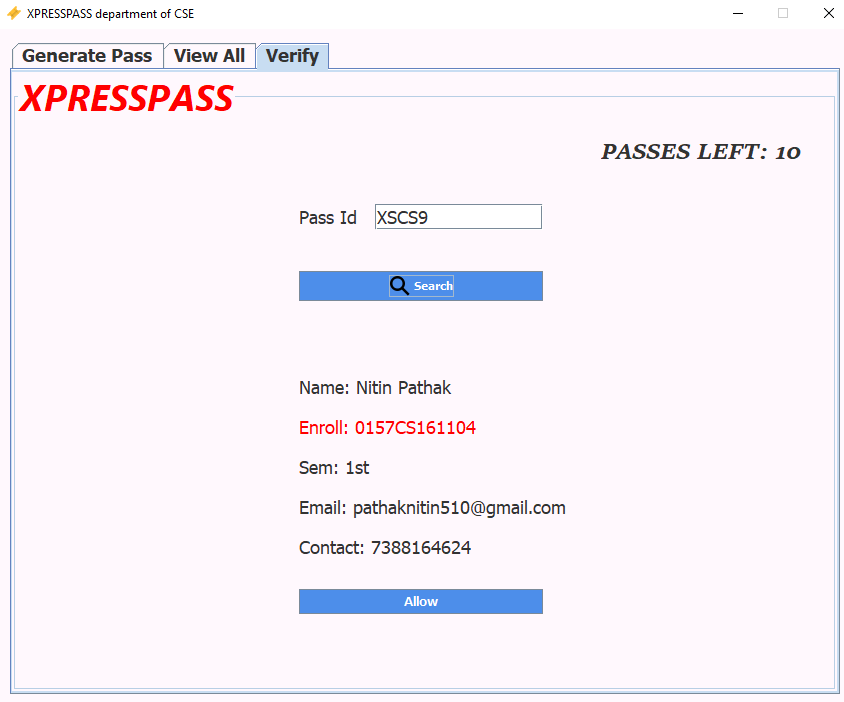 XPRESSPASS department of CSE
Generate Pass View All Verify
XPRESSPASS
PASSES LEFT: 10
Pass Id XSCS9
Search
Name: Nitin Pathak
Enroll: 0157CS161104
Sem: 1st
Email: pathaknitin510@gmail.com
Contact: 7388164624
Allow